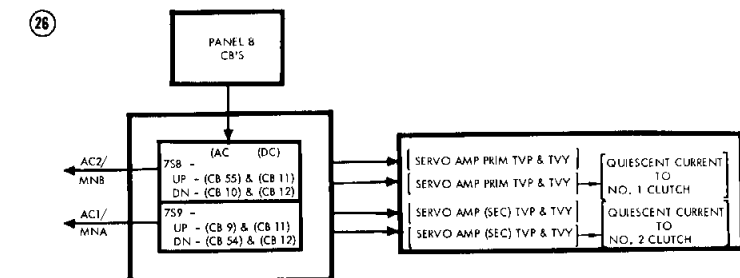 26
PANEL 8
CB'S
(AC (DC)
7S8 -
UP - (CB 55) & (CB 11)
DN - (CB 10) & (CB 12)
7S9 -
UP - (CB 9) & (CB 11)
DN - (CB 54) & (CB 12)
AC2/
MNB
AC1/
MNA
SERVO AMP PRIM TVP & TVY
SERVO AMP PRIM TVP & TVY
SERVO AMP (SEC) TVP & TVY
SERVO AMP (SEC) TVP & TVY
QUIESCENT CURRENT
TO
NO. 1 CLUTCH
QUIESCENT CURRENT
TO
NO. 2 CLUTCH